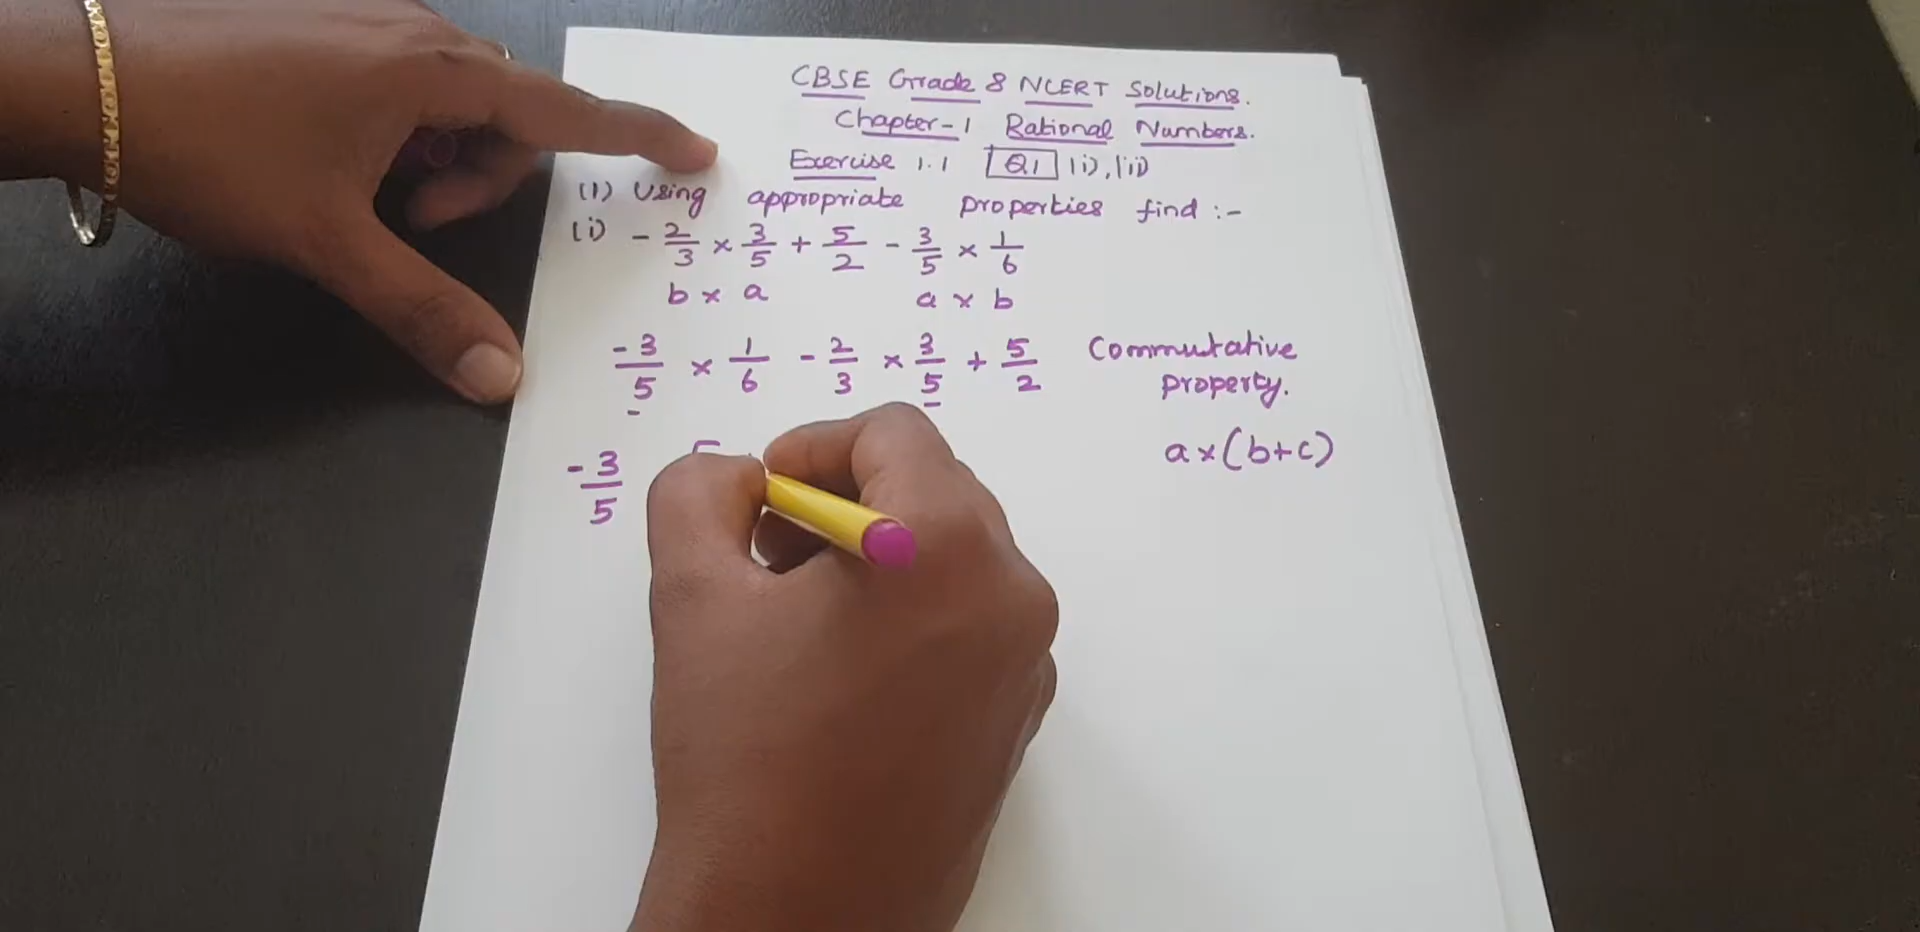 CBSE Grade 8 NCERT Solutions.
Chapter-1 Rational Numbers.
Exercise 1.1 Q1 (i), (ii)
(1) Using appropriate properties find :-
(i) - 2/3 × 3/5 + 5/2 - 3/5 × 1/6
b × a a × b
-3/5 × 1/6 - 2/3 × 3/5 + 5/2 Commutative
property.
-3/5 a×(b+c)